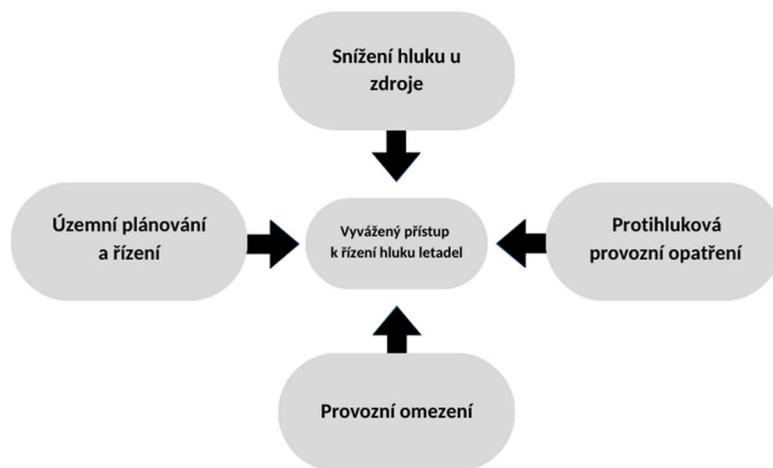 Snížení hluku u
zdroje
Územní plánování
a řízení
Vyvážený přístup
k řízení hluku letadel
Protihluková
provozní opatření
Provozní omezení